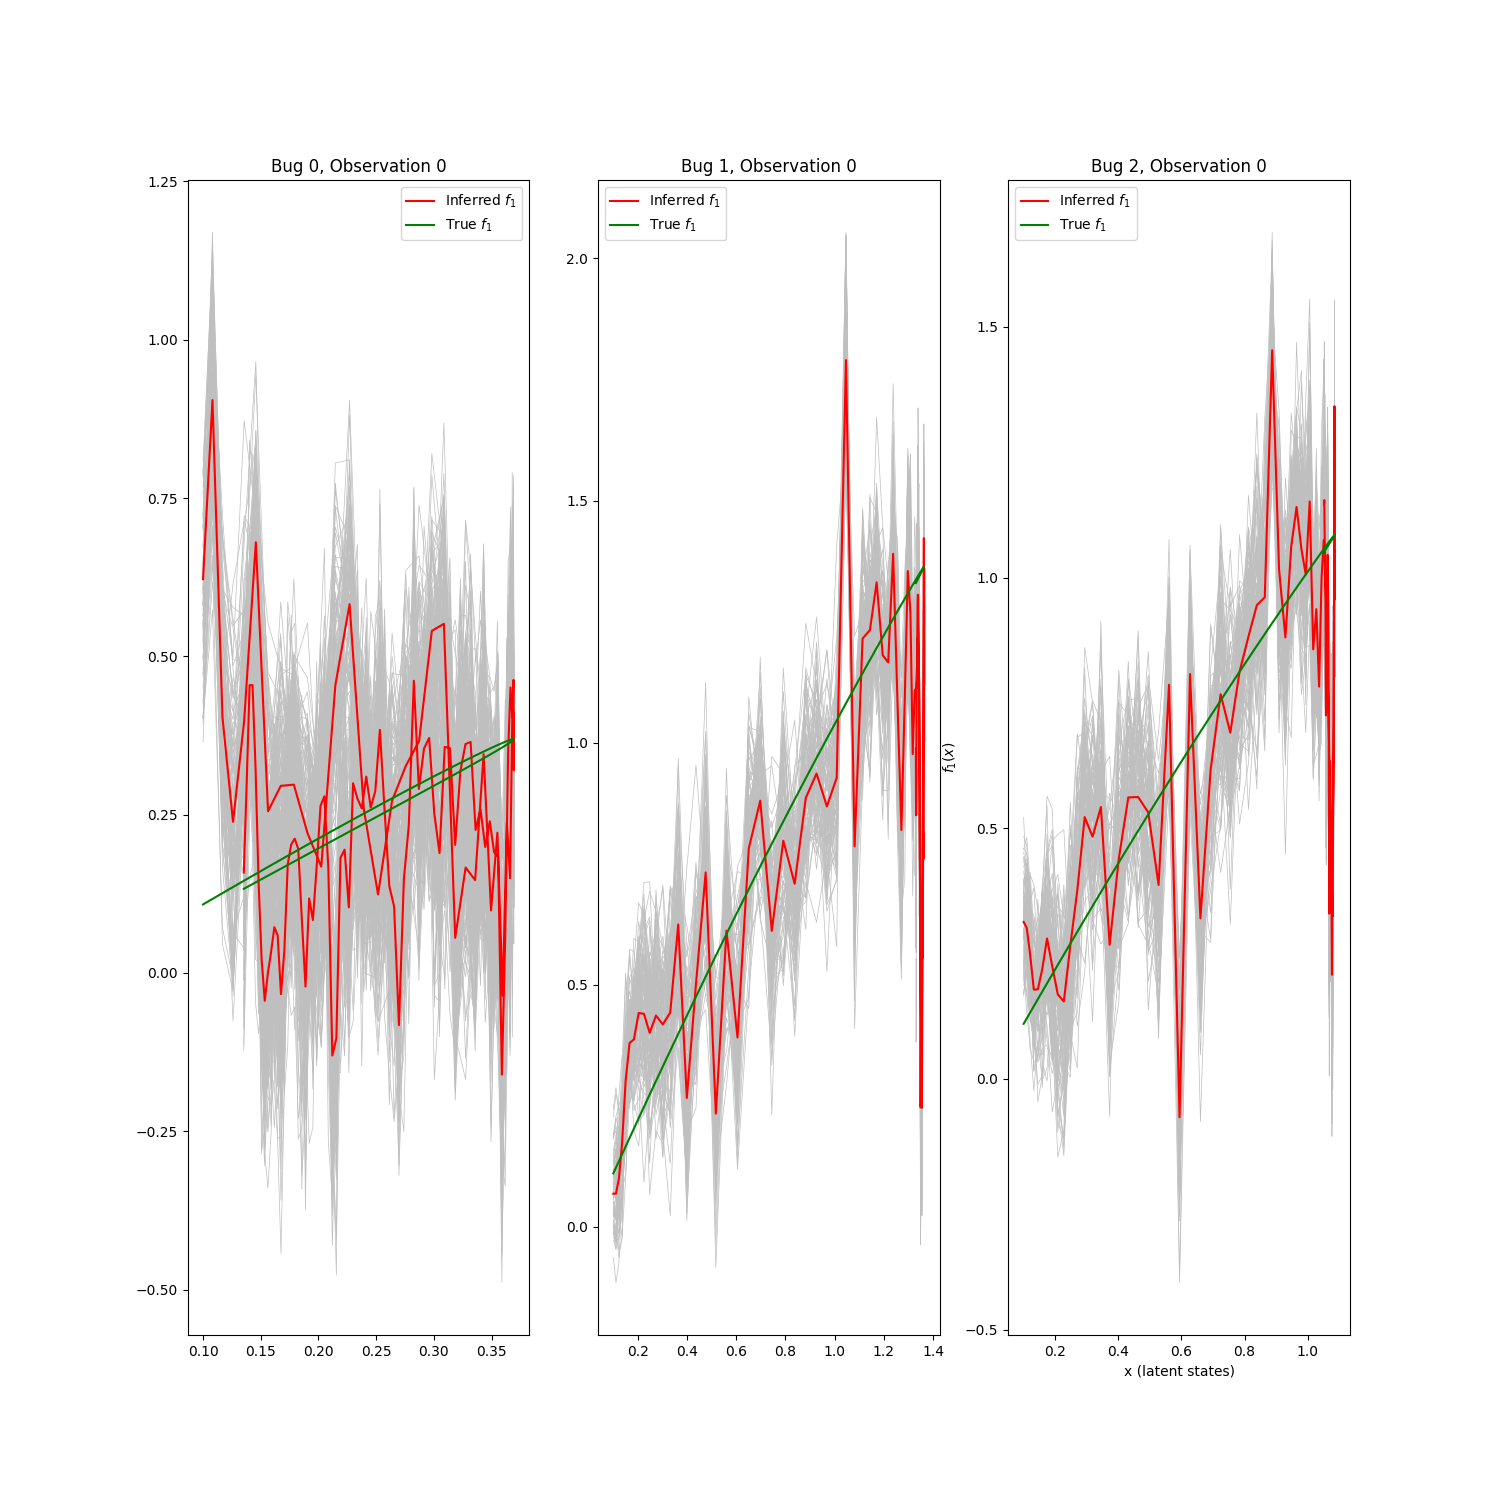 Bug 0, Observation 0
Inferred f₁
True f₁
1.25
1.00
0.75
0.50
0.25
0.00
−0.25
−0.50
0.10 0.15 0.20 0.25 0.30 0.35
Bug 1, Observation 0
Inferred f₁
True f₁
2.0
1.5
1.0
0.5
0.0
0.2 0.4 0.6 0.8 1.0 1.2 1.4
Bug 2, Observation 0
Inferred f₁
True f₁
f₁(x)
1.5
1.0
0.5
0.0
−0.5
0.2 0.4 0.6 0.8 1.0
x (latent states)